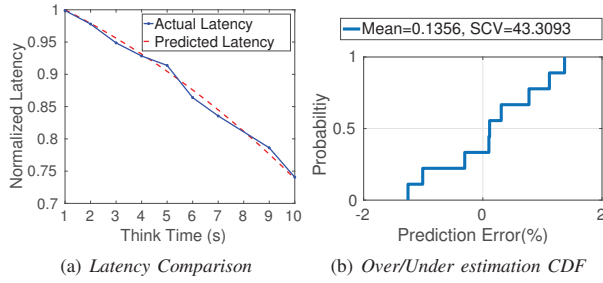 Actual Latency
Predicted Latency
1
0.95
0.9
0.85
0.8
0.75
0.7
Normalized Latency
1 2 3 4 5 6 7 8 9 10
Think Time (s)
(a) Latency Comparison
Mean=0.1356, SCV=43.3093
1
0.5
0
Probabiltiy
-2 0 2
Prediction Error(%)
(b) Over/Under estimation CDF